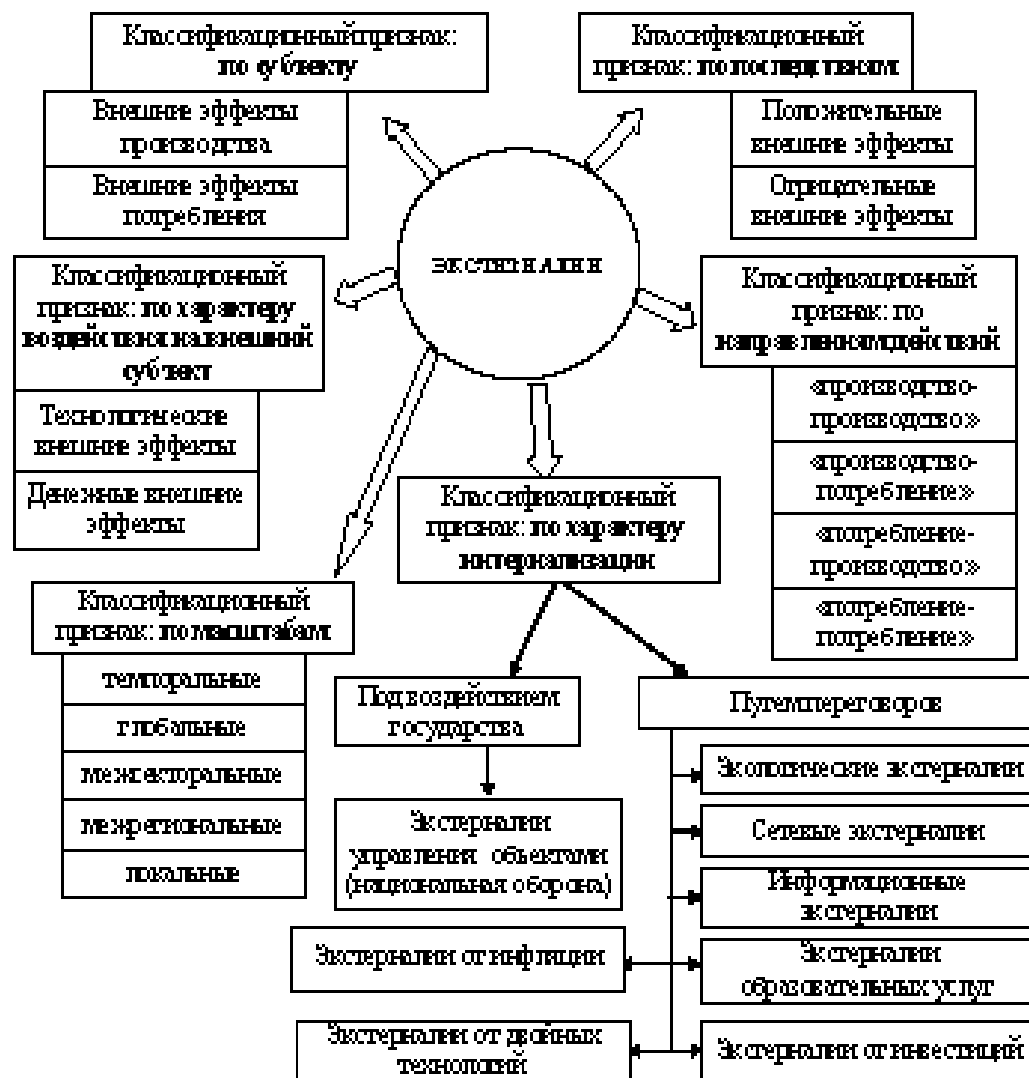 Классификационный признак:
по субъекту
Внешние эффекты
производства
Внешние эффекты
потребления
Классификационный
признак: по последствиям
Положительные
внешние эффекты
Отрицательные
внешние эффекты
ЭКСТЕРНАЛИИ
Классификационный
признак: по характеру
воздействия на внешний
субъект
Технологические
внешние эффекты
Денежные внешние
эффекты
Классификационный
признак: по
направлениям действий
«производство-
производство»
«производство-
потребление»
«потребление-
производство»
«потребление-
потребление»
Классификационный
признак: по характеру
интернализации
Классификационный
признак: по масштабам
темпоральные
глобальные
межсекторальные
межрегиональные
локальные
Под воздействием
государства
Экстерналии
управления объектами
(национальная оборона)
Путем переговоров
Экологические экстерналии
Сетевые экстерналии
Информационные
экстерналии
Экстерналии от инфляции
Экстерналии
образовательных услуг
Экстерналии от двойных
технологий
Экстерналии от инвестиций